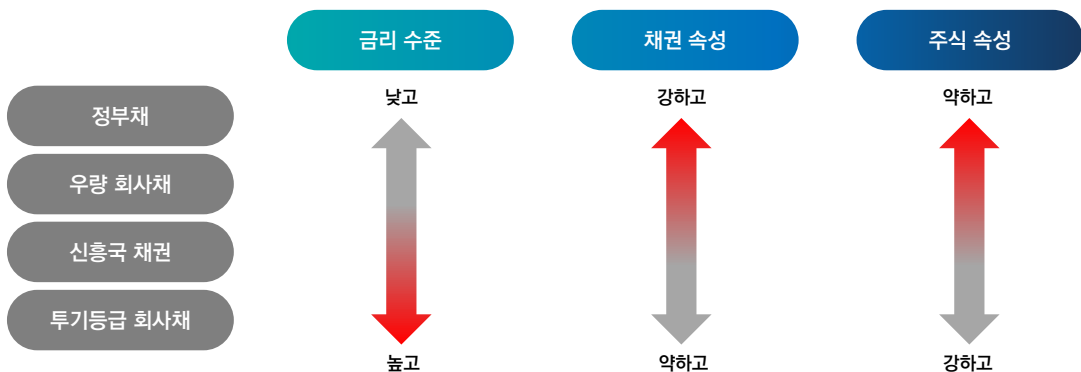 금리 수준
채권 속성
주식 속성
낮고
강하고
약하고
정부채
우량 회사채
신흥국 채권
투기등급 회사채
높고
약하고
강하고